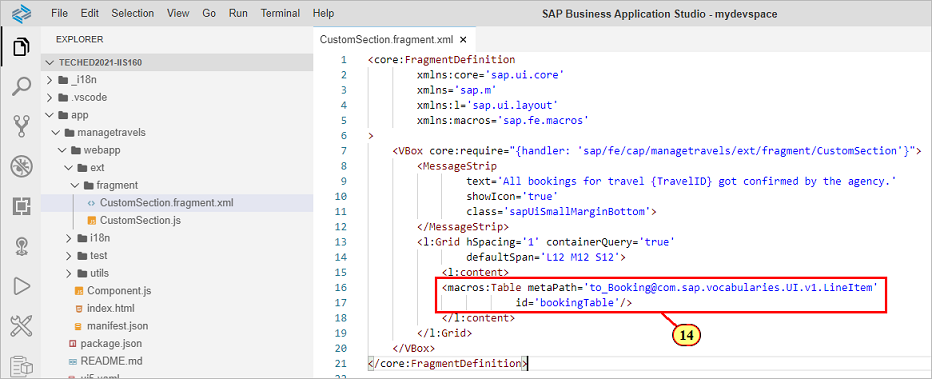 File Edit Selection View Go Run Terminal Help SAP Business Application Studio - mydevspace
EXPLORER
TECHED2021-IIS160
_i18n
.vscode
app
managetravels
webapp
ext
fragment
CustomSection.fragment.xml
CustomSection.js
i18n
test
utils
Component.js
index.html
manifest.json
package.json
README.md
ui5.yaml
CustomSection.fragment.xml ×
1 <core:FragmentDefinition
2 xmlns:core='sap.ui.core'
3 xmlns='sap.m'
4 xmlns:l='sap.ui.layout'
5 xmlns:macros='sap.fe.macros'
6 >
7 <VBox core:require="{handler: 'sap/fe/cap/managetravels/ext/fragment/CustomSection'}">
8 <MessageStrip
9 text='All bookings for travel {TravelID} got confirmed by the agency.'
10 showIcon='true'
11 class='sapUiSmallMarginBottom'>
12 </MessageStrip>
13 <l:Grid hSpacing='1' containerQuery='true'
14 defaultSpan='L12 M12 S12'>
15 <l:content>
16 <macros:Table metaPath='to_Booking@com.sap.vocabularies.UI.v1.LineItem'
17 id='bookingTable'/>
18 </l:content>
19 </l:Grid>
20 </VBox>
21 </core:FragmentDefinition>
14